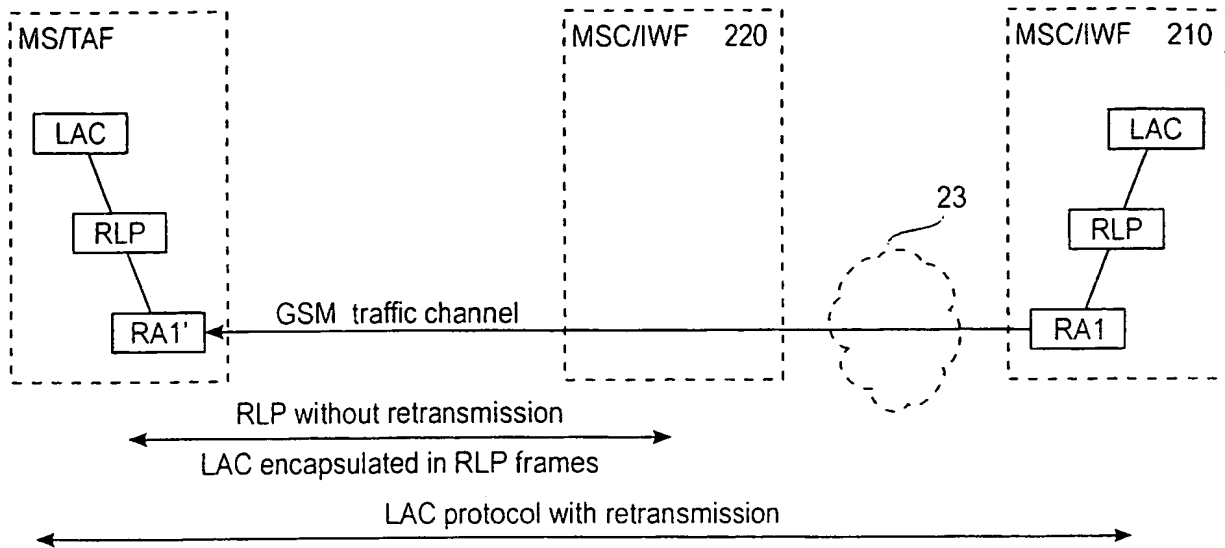 MS/TAF
MSC/IWF 220
MSC/IWF 210
LAC
LAC
23
RLP
RLP
GSM traffic channel
RA1'
RA1
RLP without retransmission
LAC encapsulated in RLP frames
LAC protocol with retransmission